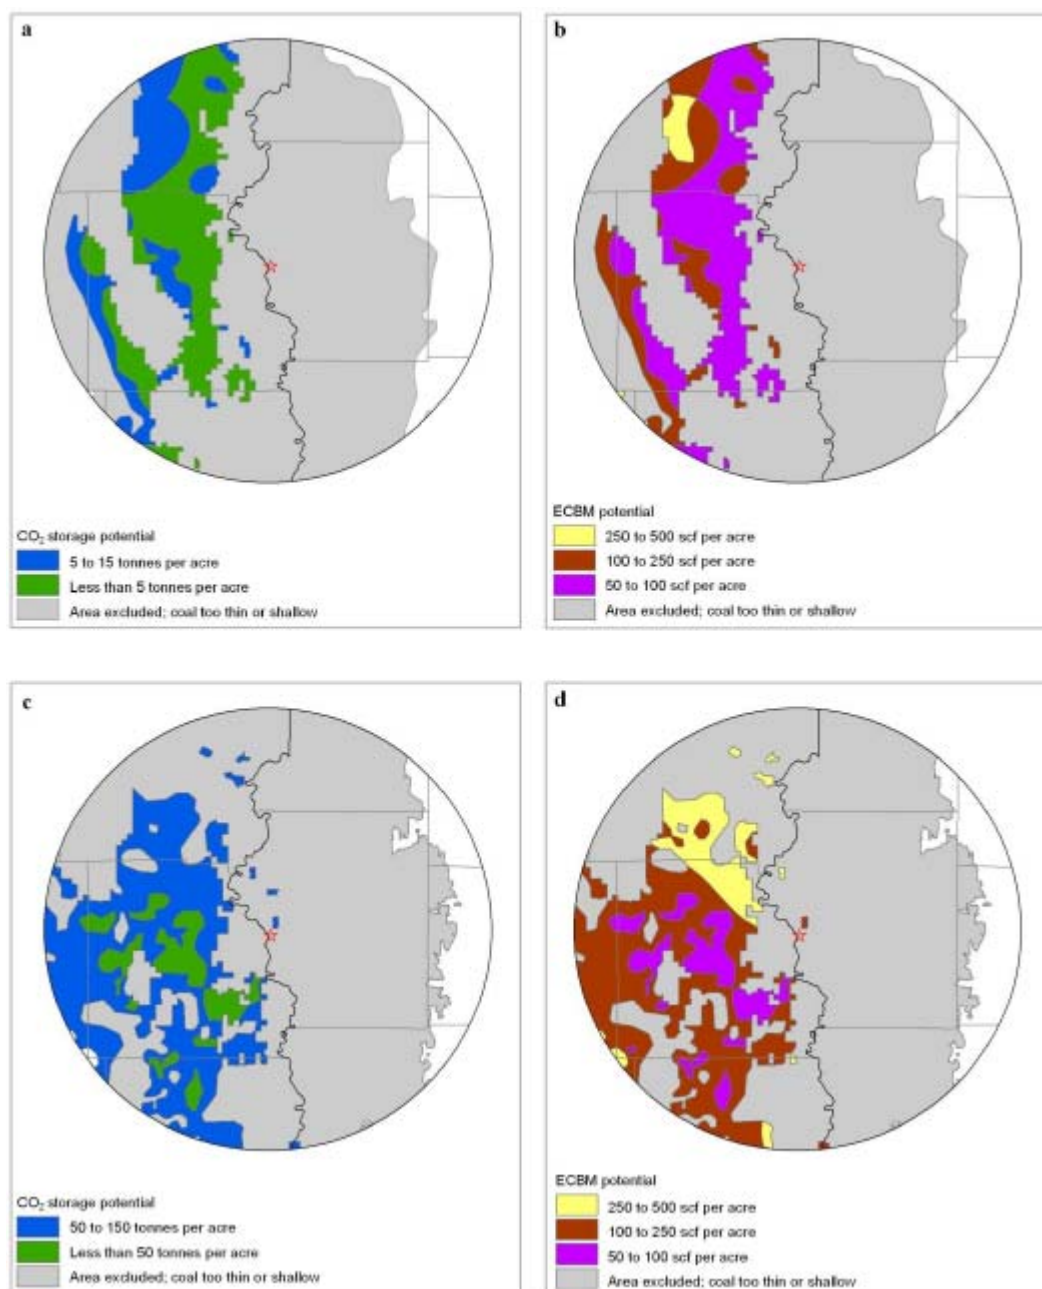 a
CO₂ storage potential
5 to 15 tonnes per acre
Less than 5 tonnes per acre
Area excluded; coal too thin or shallow
b
ECBM potential
250 to 500 scf per acre
100 to 250 scf per acre
50 to 100 scf per acre
Area excluded; coal too thin or shallow
c
CO₂ storage potential
50 to 150 tonnes per acre
Less than 50 tonnes per acre
Area excluded; coal too thin or shallow
d
ECBM potential
250 to 500 scf per acre
100 to 250 scf per acre
50 to 100 scf per acre
Area excluded; coal too thin or shallow